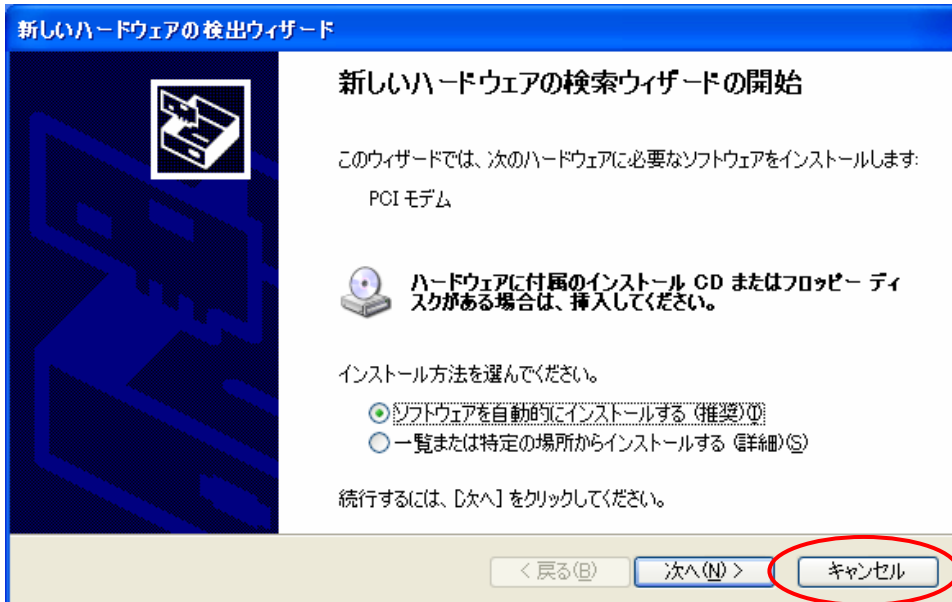 新しいハードウェアの検出ウィザード
新しいハードウェアの検索ウィザードの開始
このウィザードでは、次のハードウェアに必要なソフトウェアをインストールします:
PCI モデム
ハードウェアに付属のインストール CD またはフロッピー ディ
スクがある場合は、挿入してください。
インストール方法を選んでください。
ソフトウェアを自動的にインストールする (推奨)(I)
一覧または特定の場所からインストールする (詳細)(S)
続行するには、[次へ] をクリックしてください。
< 戻る(B)
次へ(N) >
キャンセル